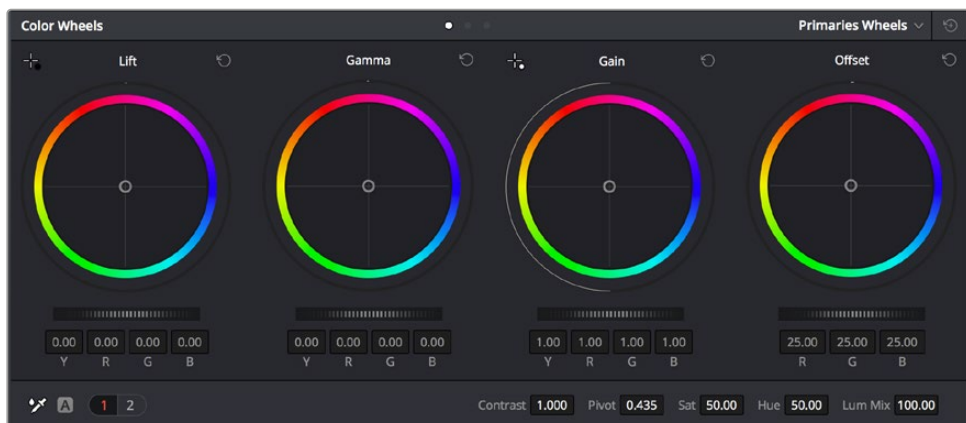 Color Wheels Primaries Wheels
Lift Gamma Gain Offset
0.00 0.00 0.00 0.00 0.00 0.00 0.00 0.00 1.00 1.00 1.00 1.00 25.00 25.00 25.00
Y R G B Y R G B Y R G B R G B
A 1 2 Contrast 1.000 Pivot 0.435 Sat 50.00 Hue 50.00 Lum Mix 100.00